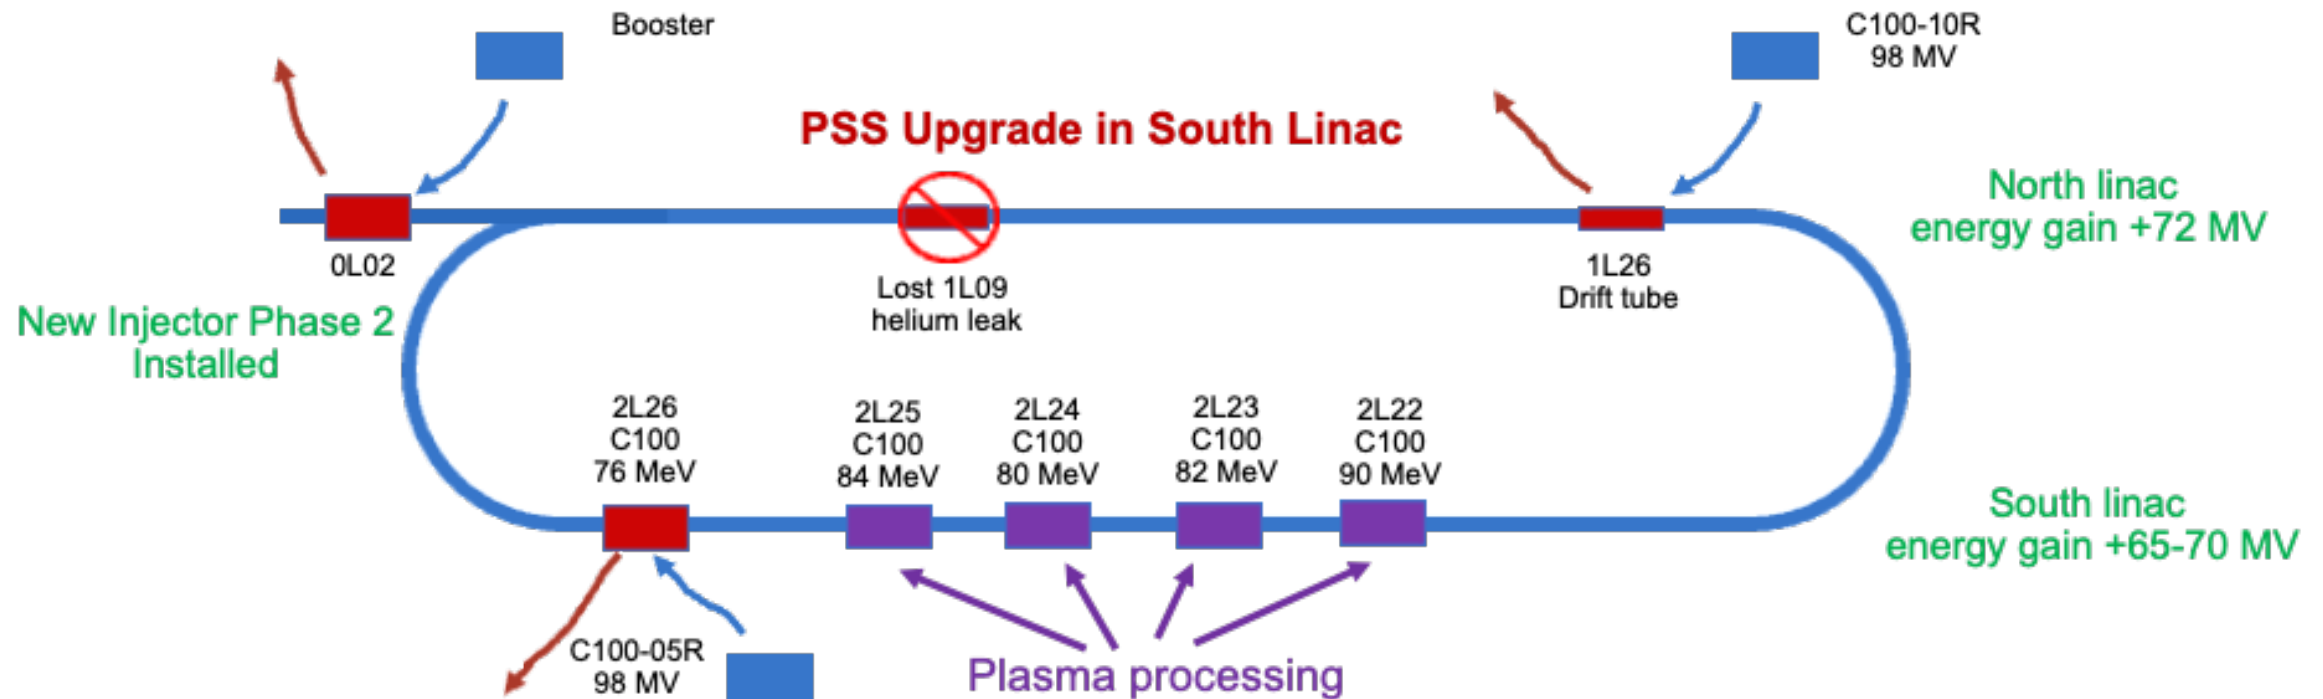 Booster
C100-10R
98 MV
PSS Upgrade in South Linac
North linac
energy gain +72 MV
0L02
1L26
Drift tube
Lost 1L09
helium leak
New Injector Phase 2
Installed
2L26
C100
76 MeV
2L25
C100
84 MeV
2L24
C100
80 MeV
2L23
C100
82 MeV
2L22
C100
90 MeV
South linac
energy gain +65-70 MV
C100-05R
98 MV
Plasma processing